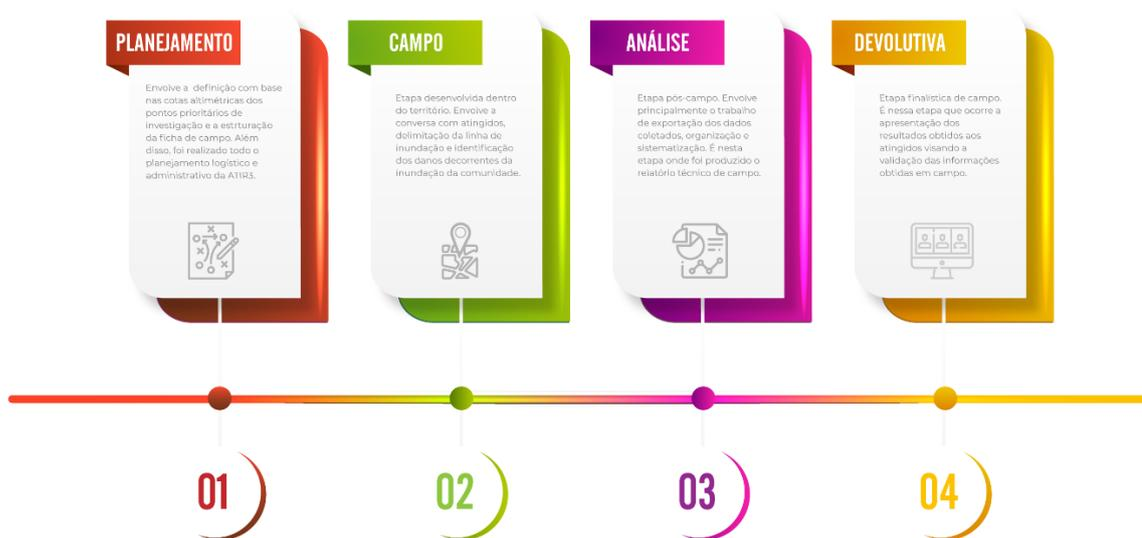 PLANEJAMENTO
Envolve a definição com base
nas cotas altimétricas dos
pontos prioritários de
investigação e a estrturação
da ficha de campo. Além
disso, foi realizado todo o
planejamento logístico e
administrativo da ATIR3.
01
CAMPO
Etapa desenvolvida dentro
do território. Envolve a
conversa com atingidos,
delimitação da linha de
inundação e identificação
dos danos decorrentes da
inundação da comunidade.
02
ANÁLISE
Etapa pós-campo. Envolve
principalmente o trabalho
de exportação dos dados
coletados, organização e
sistematização. É nesta
etapa onde foi produzido o
relatório técnico de campo.
03
DEVOLUTIVA
Etapa finalística de campo.
É nessa etapa que ocorre a
apresentação dos
resultados obtidos aos
atingidos visando a
validação das informações
obtidas em campo.
04